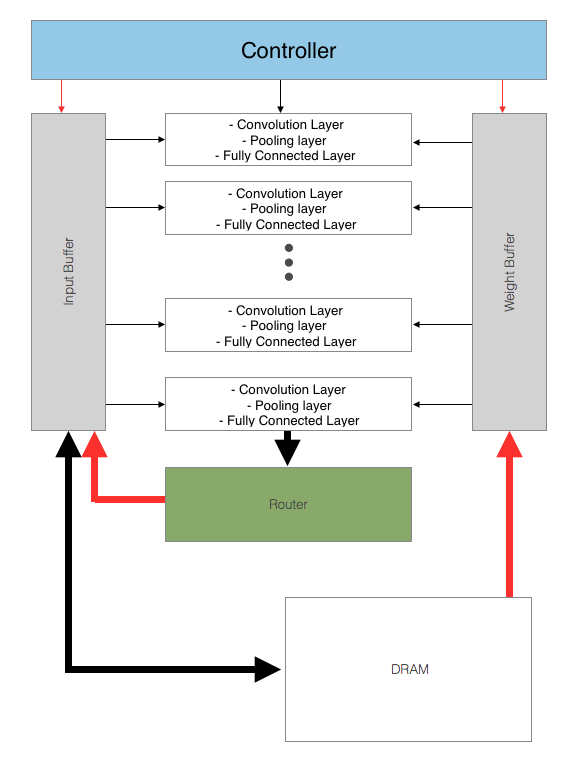 Controller
- Convolution Layer
- Pooling layer
- Fully Connected Layer
- Convolution Layer
- Pooling layer
- Fully Connected Layer
Input Buffer
Weight Buffer
- Convolution Layer
- Pooling layer
- Fully Connected Layer
- Convolution Layer
- Pooling layer
- Fully Connected Layer
Router
DRAM